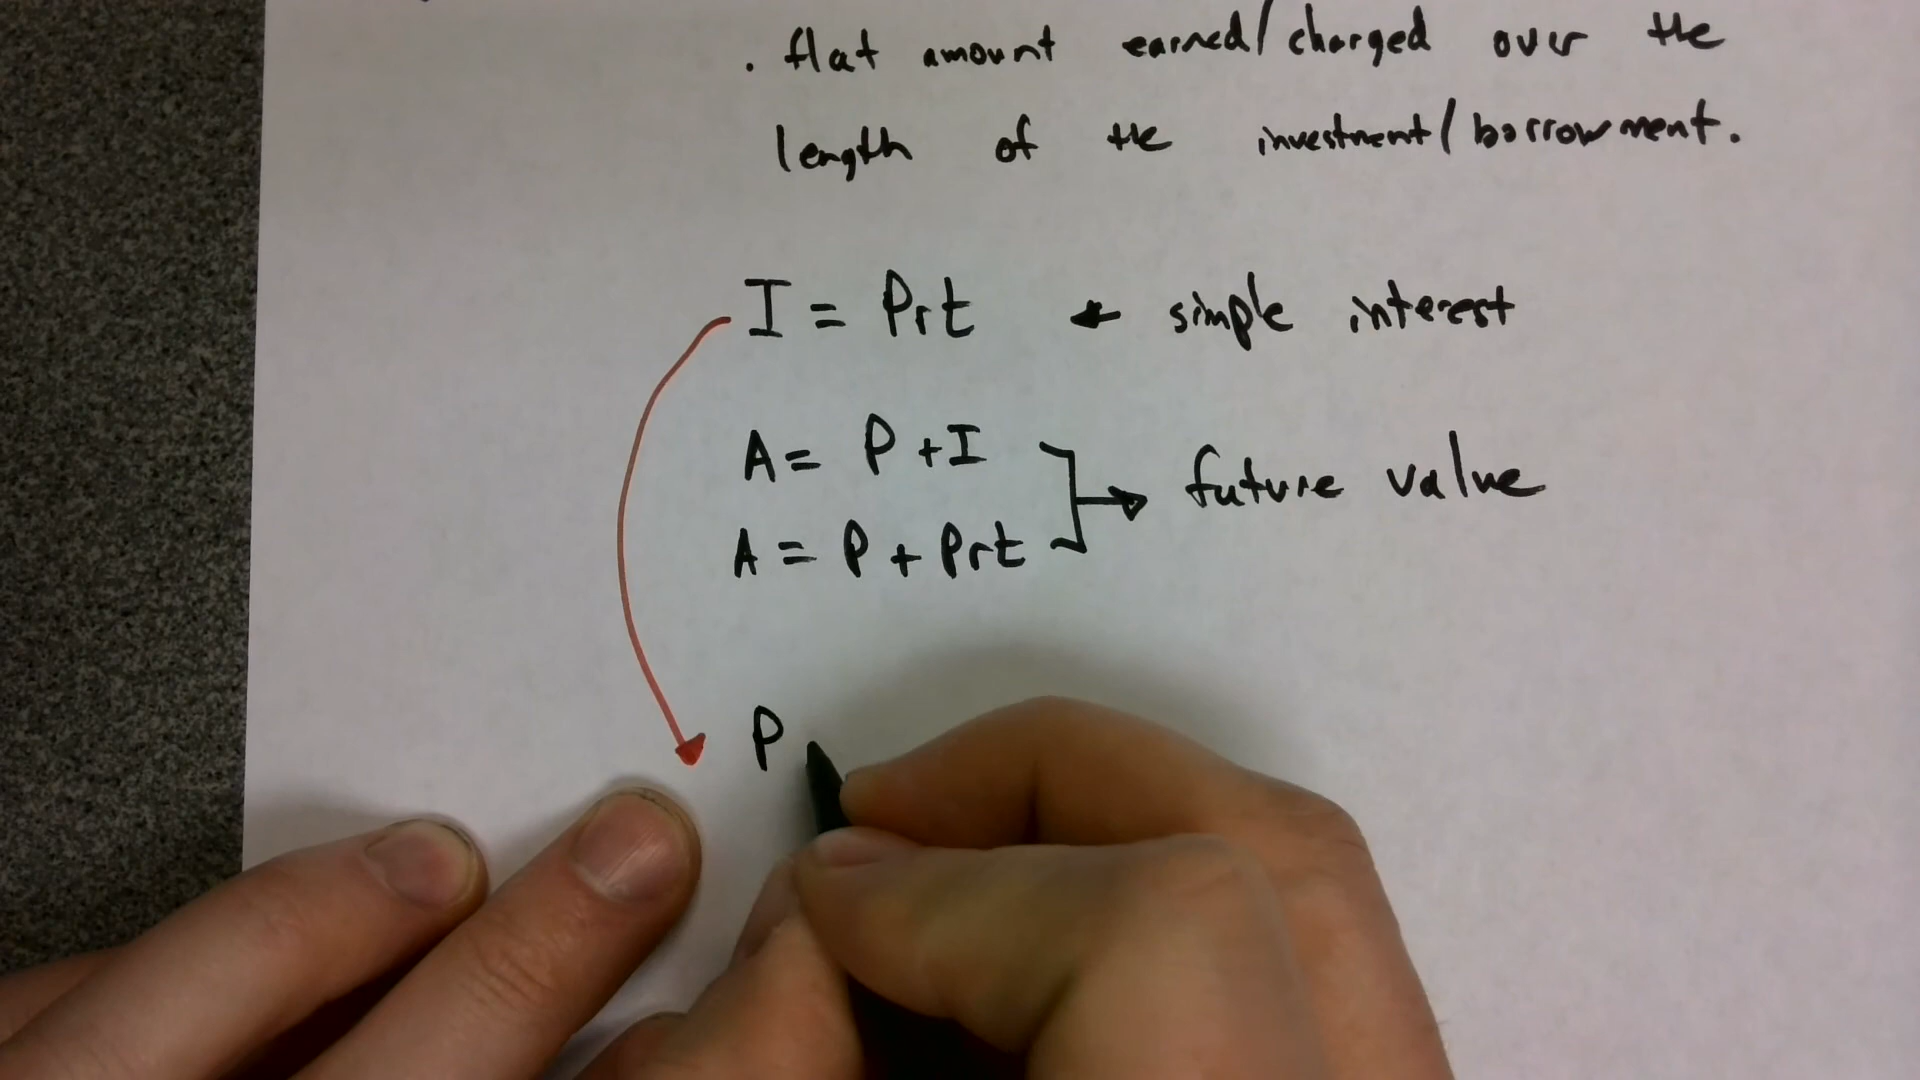 . flat amount earned/charged over the
length of the investment/borrowment.
I = Prt ← simple interest
A = P + I
A = P + Prt → future value
P